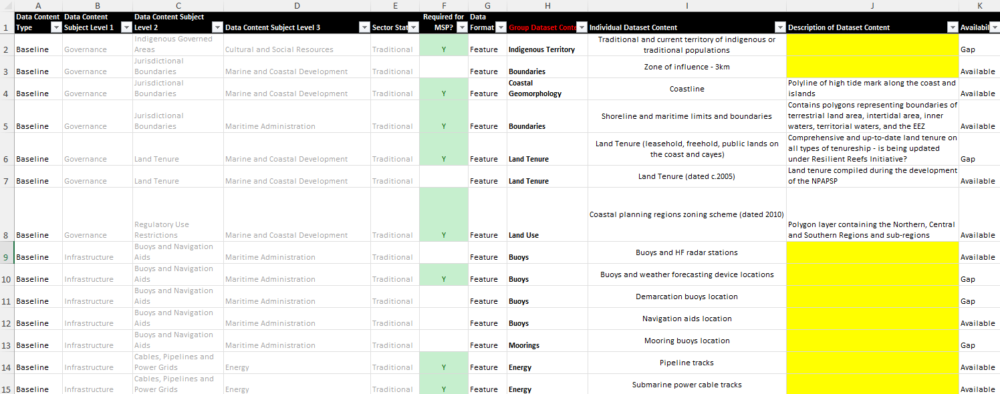 A B C D E F G H I J K
Data Content Data Content Data Content Subject Required for Data
1 Type Subject Level 1 Level 2 Data Content Subject Level 3 Sector Stat MSP? Format Group Dataset Conte Individual Dataset Content Description of Dataset Content Availabil
Indigenous Governed Traditional and current territory of indigenous or
2 Baseline Governance Areas Cultural and Social Resources Traditional Y Feature Indigenous Territory traditional populations Gap
Jurisdictional Zone of influence - 3km
3 Baseline Governance Boundaries Marine and Coastal Development Traditional Feature Boundaries Available
Jurisdictional Coastal Coastline Polyline of high tide mark along the coast and
4 Baseline Governance Boundaries Marine and Coastal Development Traditional Y Feature Geomorphology islands Available
Contains polygons representing boundaries of
Jurisdictional Shoreline and maritime limits and boundaries terrestrial land area, intertidal area, inner
5 Baseline Governance Boundaries Maritime Administration Traditional Y Feature Boundaries waters, territorial waters, and the EEZ Available
Comprehensive and up-to-date land tenure on
Land Tenure (leasehold, freehold, public lands on all types of tenureship - is being updated
6 Baseline Governance Land Tenure Marine and Coastal Development Traditional Y Feature Land Tenure the coast and cayes) under Resilient Reefs Initiative? Gap
Land Tenure (dated c.2005) Land tenure compiled during the development
7 Baseline Governance Land Tenure Marine and Coastal Development Traditional Feature Land Tenure of the NPAPSP Available
Coastal planning regions zoning scheme (dated 2010)
Regulatory Use Polygon layer containing the Northern, Central
8 Baseline Governance Restrictions Marine and Coastal Development Traditional Y Feature Land Use and Southern Regions and sub-regions Available
Buoys and Navigation Buoys and HF radar stations
9 Baseline Infrastructure Aids Maritime Administration Traditional Feature Buoys Available
Buoys and Navigation Buoys and weather forecasting device locations
10 Baseline Infrastructure Aids Maritime Administration Traditional Y Feature Buoys Gap
Buoys and Navigation Demarcation buoys location
11 Baseline Infrastructure Aids Maritime Administration Traditional Feature Buoys Gap
Buoys and Navigation Navigation aids location
12 Baseline Infrastructure Aids Maritime Administration Traditional Feature Buoys Available
Buoys and Navigation Mooring buoys location
13 Baseline Infrastructure Aids Maritime Administration Traditional Feature Moorings Gap
Cables, Pipelines and Pipeline tracks
14 Baseline Infrastructure Power Grids Energy Traditional Y Feature Energy Available
Cables, Pipelines and Submarine power cable tracks
15 Baseline Infrastructure Power Grids Energy Traditional Y Feature Energy Available